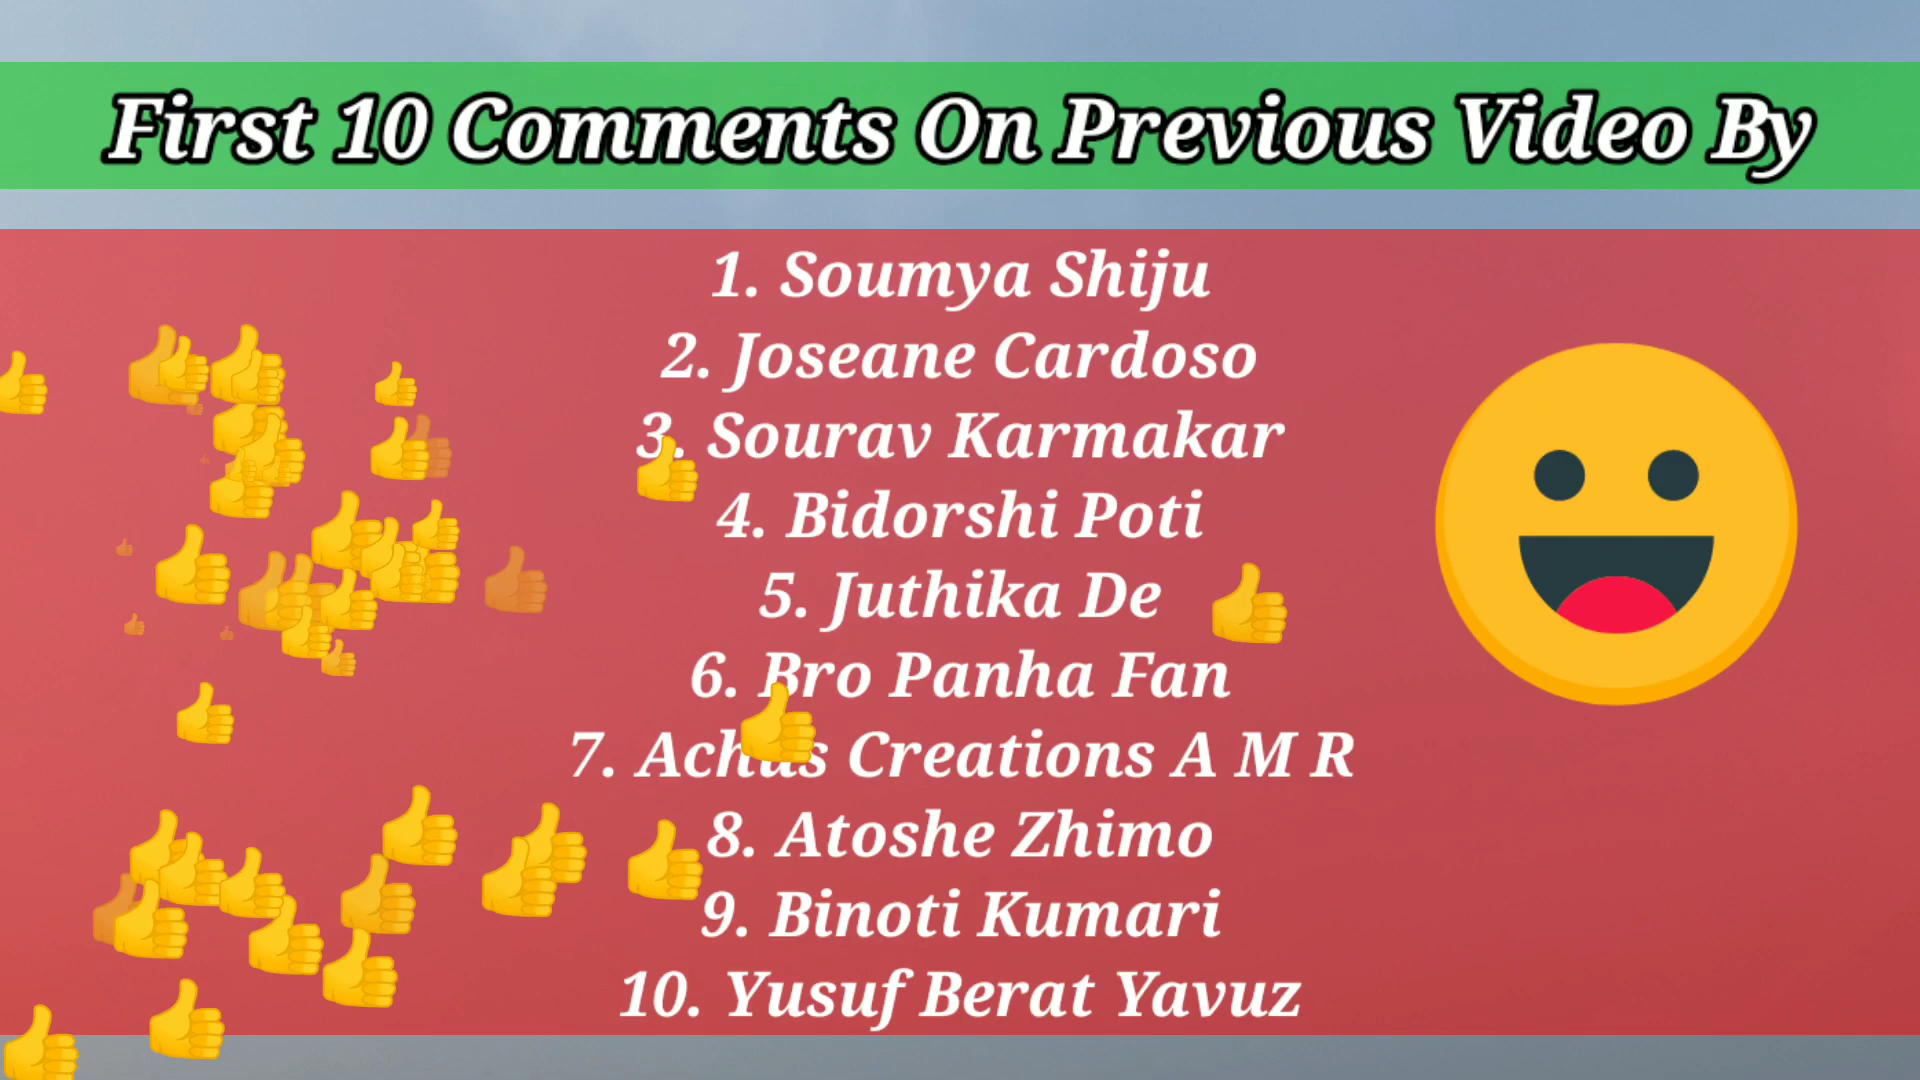 First 10 Comments On Previous Video By
1. Soumya Shiju
2. Joseane Cardoso
3. Sourav Karmakar
4. Bidorshi Poti
5. Juthika De
6. Bro Panha Fan
7. Creations A M R
8. Atoshe Zhimo
9. Binoti Kumari
10. Yusuf Berat Yavuz